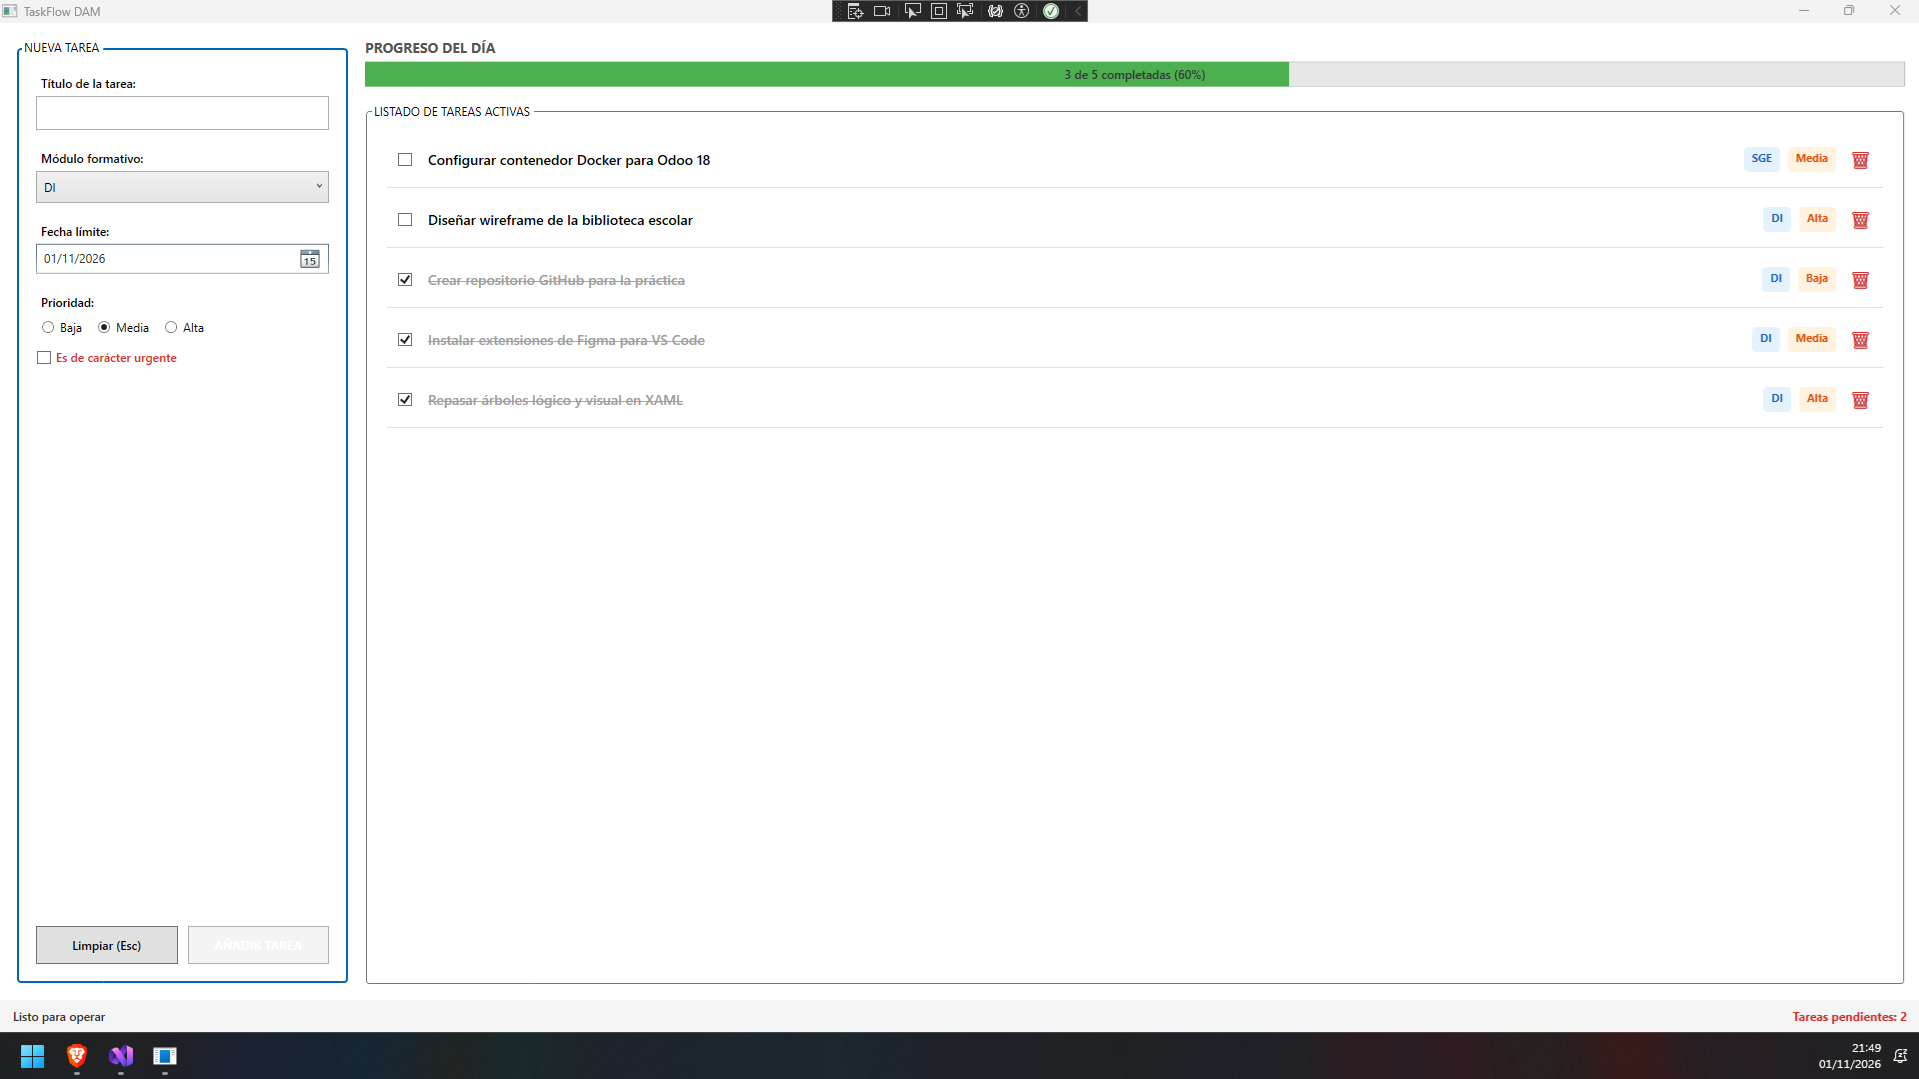 TaskFlow DAM
NUEVA TAREA
Título de la tarea:
Módulo formativo:
DI
Fecha límite:
01/11/2026
15
Prioridad:
Baja
Media
Alta
Es de carácter urgente
Limpiar (Esc)
AÑADIR TAREA
PROGRESO DEL DÍA
3 de 5 completadas (60%)
LISTADO DE TAREAS ACTIVAS
Configurar contenedor Docker para Odoo 18
SGE
Media
Diseñar wireframe de la biblioteca escolar
DI
Alta
Crear repositorio GitHub para la práctica
DI
Baja
Instalar extensiones de Figma para VS Code
DI
Media
Repasar árboles lógico y visual en XAML
DI
Alta
Listo para operar
Tareas pendientes: 2
21:49
01/11/2026